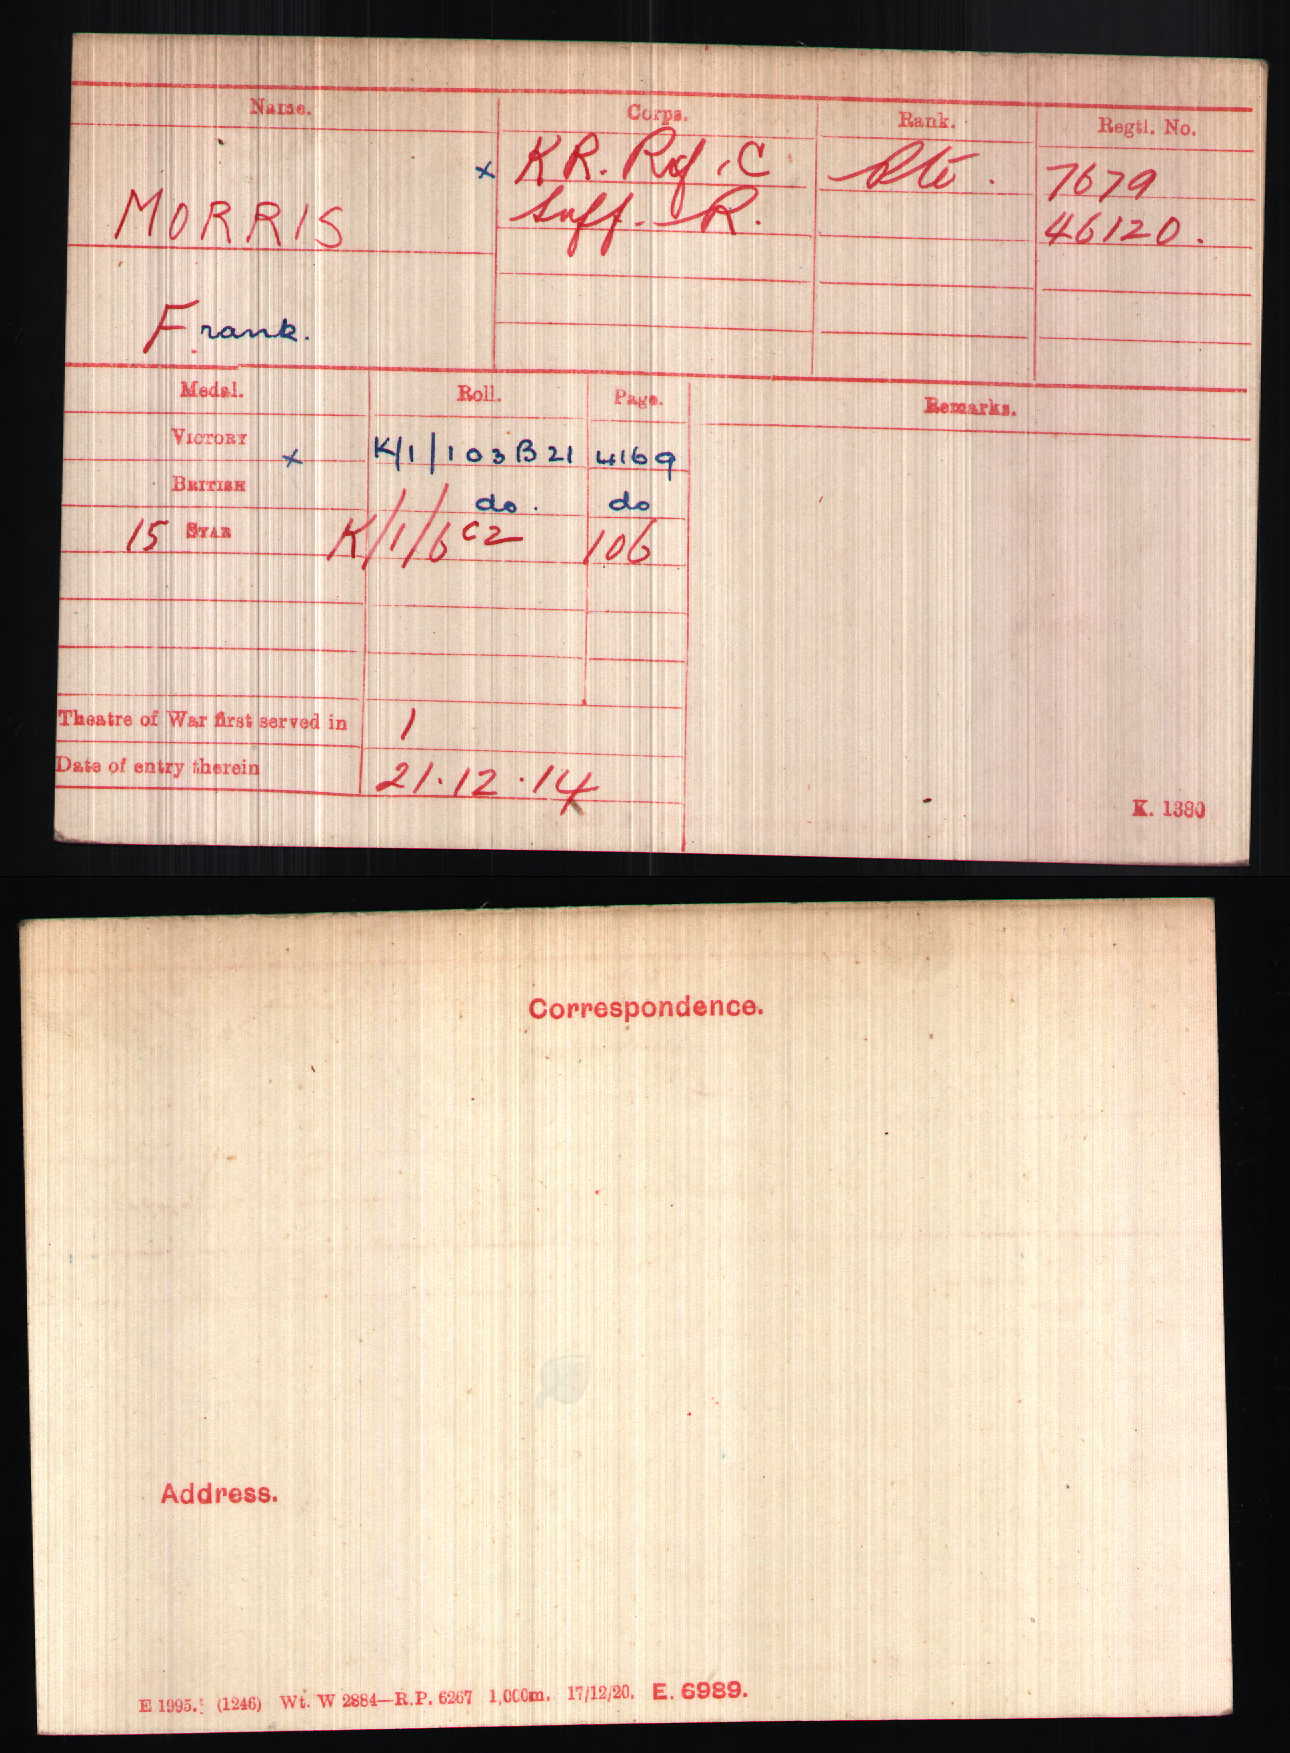 Name. Corps. Rank. Regtl. No.
x K R. Rif. C Pte. 7679
MORRIS Suff. R. 46120.
Frank.
Medal. Roll. Page. Remarks.
VICTORY x K/1/103B21 4169
BRITISH do. do
15 STAR K/1/6C2 106
Theatre of War first served in 1
Date of entry therein 21.12.14
K. 1380
Correspondence.
Address.
E 1995. (1246) Wt. W 2884—R.P. 6267 1,000m. 17/12/20. E. 6989.